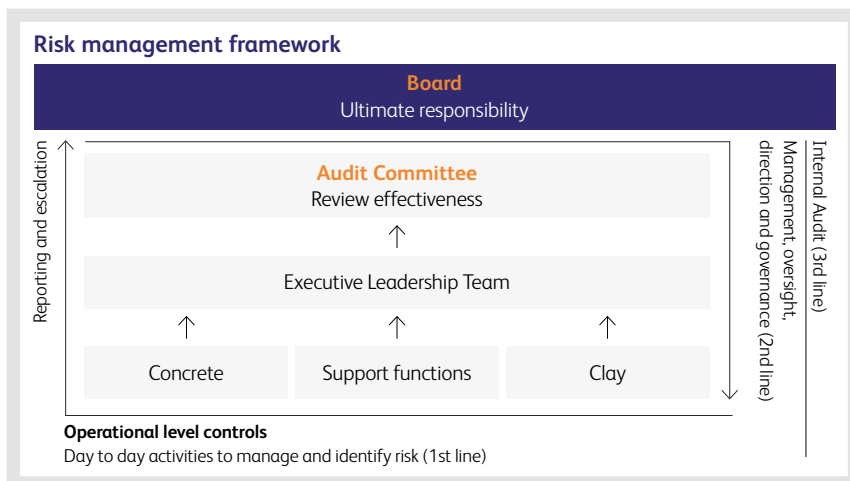 Risk management framework
Board
Ultimate responsibility
Reporting and escalation
Audit Committee
Review effectiveness
Executive Leadership Team
Concrete
Support functions
Clay
Management, oversight,
direction and governance (2nd line)
Internal Audit (3rd line)
Operational level controls
Day to day activities to manage and identify risk (1st line)